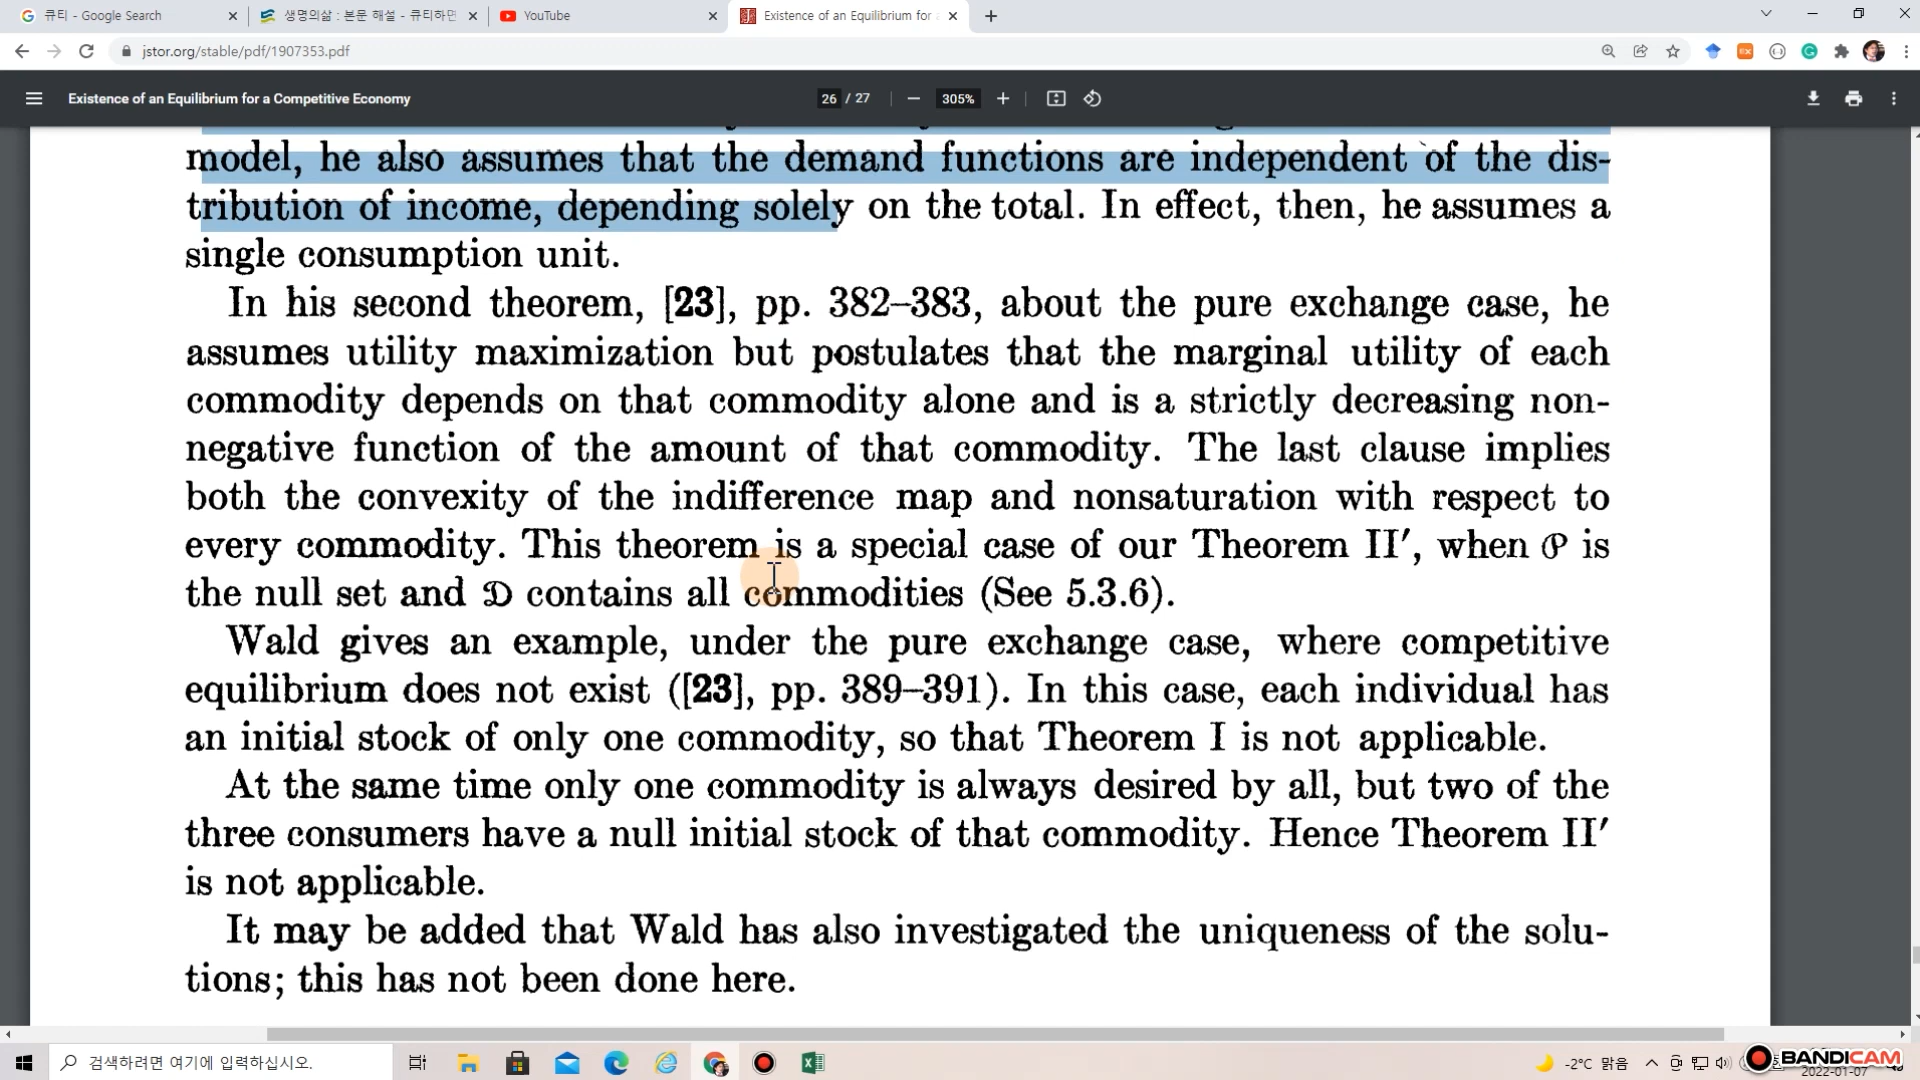 큐티 - Google Search
생명의삶 : 본문 해설 - 큐티하면
YouTube
Existence of an Equilibrium for a
jstor.org/stable/pdf/1907353.pdf
Existence of an Equilibrium for a Competitive Economy
26 / 27
305%
model, he also assumes that the demand functions are independent of the dis-
tribution of income, depending solely on the total. In effect, then, he assumes a
single consumption unit.
In his second theorem, [23], pp. 382–383, about the pure exchange case, he
assumes utility maximization but postulates that the marginal utility of each
commodity depends on that commodity alone and is a strictly decreasing non-
negative function of the amount of that commodity. The last clause implies
both the convexity of the indifference map and nonsaturation with respect to
every commodity. This theorem is a special case of our Theorem II′, when 𝒫 is
the null set and 𝒟 contains all commodities (See 5.3.6).
Wald gives an example, under the pure exchange case, where competitive
equilibrium does not exist ([23], pp. 389–391). In this case, each individual has
an initial stock of only one commodity, so that Theorem I is not applicable.
At the same time only one commodity is always desired by all, but two of the
three consumers have a null initial stock of that commodity. Hence Theorem II′
is not applicable.
It may be added that Wald has also investigated the uniqueness of the solu-
tions; this has not been done here.
검색하려면 여기에 입력하십시오.
-2°C 맑음
BANDICAM
2022-01-07